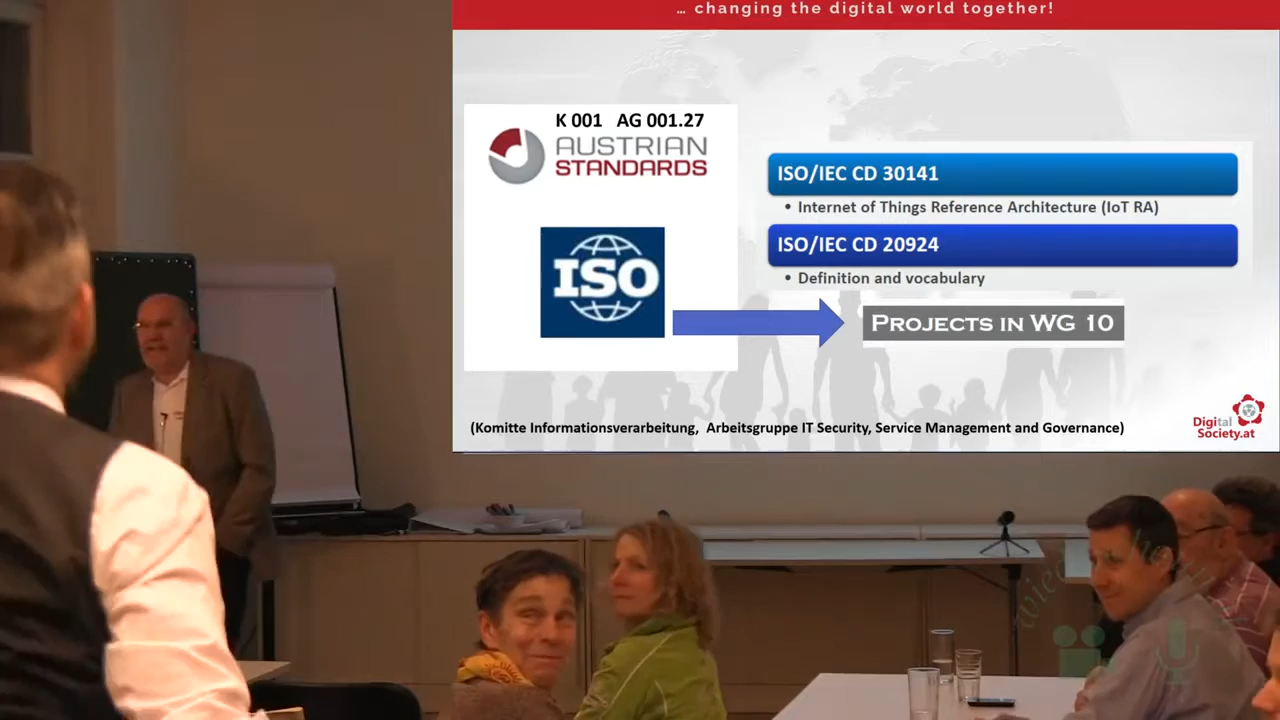 … changing the digital world together!
K 001 AG 001.27
AUSTRIAN
STANDARDS
ISO
ISO/IEC CD 30141
• Internet of Things Reference Architecture (IoT RA)
ISO/IEC CD 20924
• Definition and vocabulary
PROJECTS IN WG 10
(Komitte Informationsverarbeitung, Arbeitsgruppe IT Security, Service Management and Governance)
Digital
Society.at